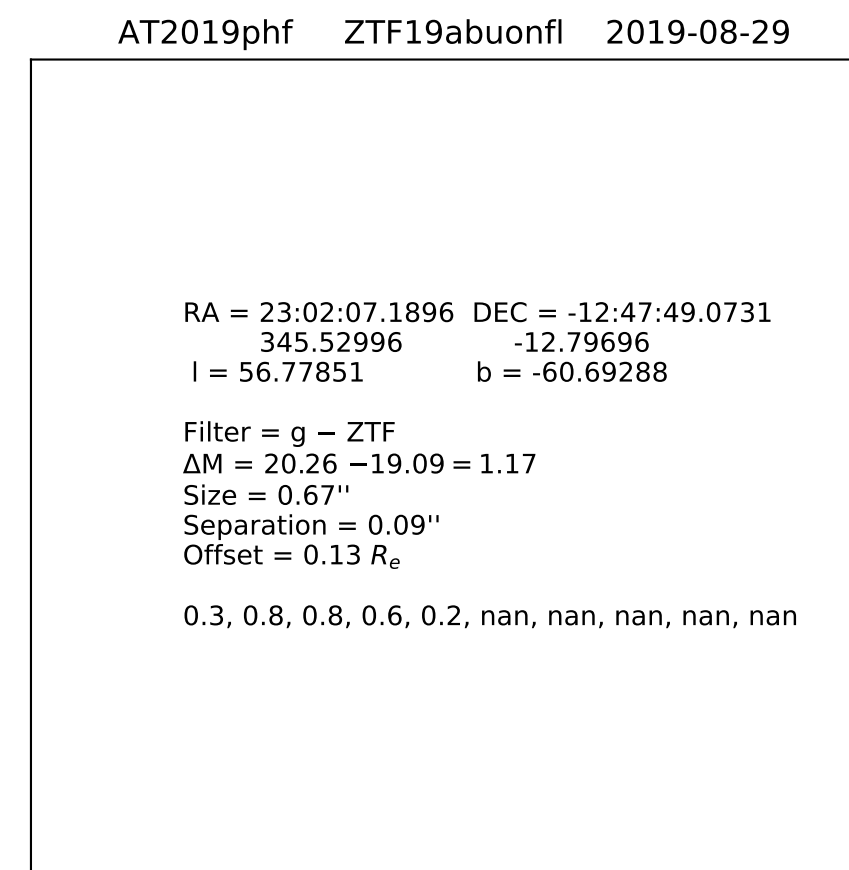 AT2019phf ZTF19abuonfl 2019-08-29
RA = 23:02:07.1896 DEC = -12:47:49.0731
345.52996 -12.79696
l = 56.77851 b = -60.69288
Filter = g − ZTF
ΔM = 20.26 −19.09 = 1.17
Size = 0.67''
Separation = 0.09''
Offset = 0.13 Rₑ
0.3, 0.8, 0.8, 0.6, 0.2, nan, nan, nan, nan, nan